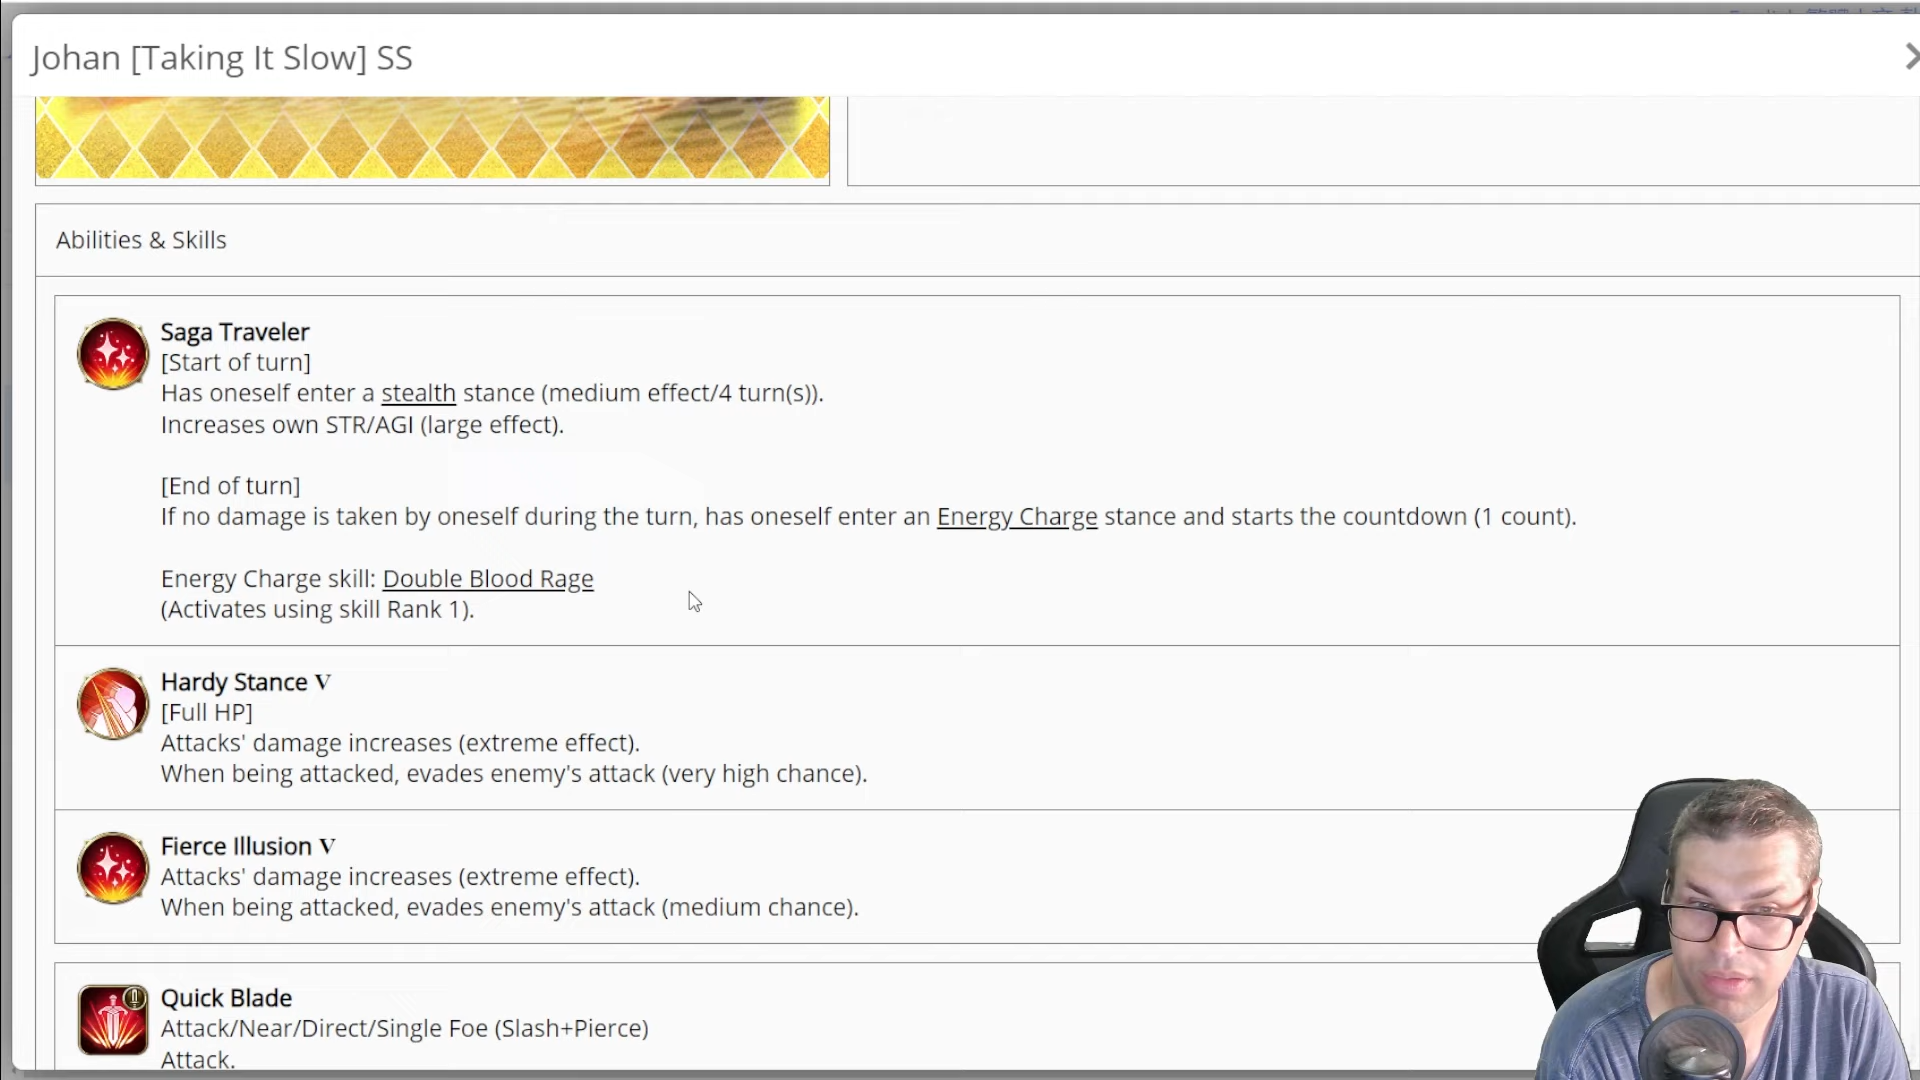 Johan [Taking It Slow] SS
Abilities & Skills
Saga Traveler
[Start of turn]
Has oneself enter a stealth stance (medium effect/4 turn(s)).
Increases own STR/AGI (large effect).
[End of turn]
If no damage is taken by oneself during the turn, has oneself enter an Energy Charge stance and starts the countdown (1 count).
Energy Charge skill: Double Blood Rage
(Activates using skill Rank 1).
Hardy Stance V
[Full HP]
Attacks' damage increases (extreme effect).
When being attacked, evades enemy's attack (very high chance).
Fierce Illusion V
Attacks' damage increases (extreme effect).
When being attacked, evades enemy's attack (medium chance).
Quick Blade
Attack/Near/Direct/Single Foe (Slash+Pierce)
Attack.